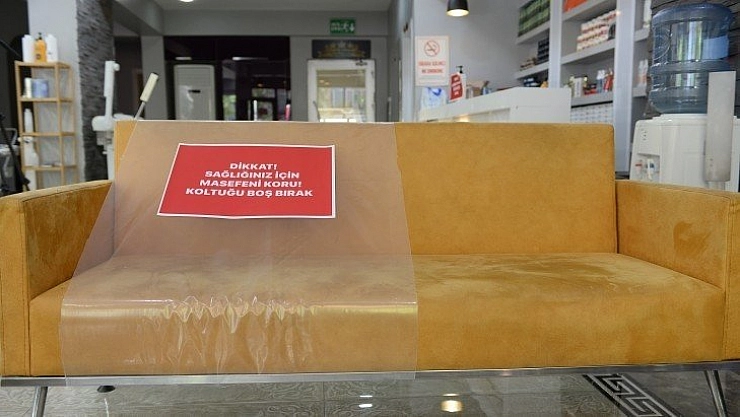 DİKKAT!
SAĞLIĞINIZ İÇİN
MASEFENİ KORU!
KOLTUĞU BOŞ BIRAK